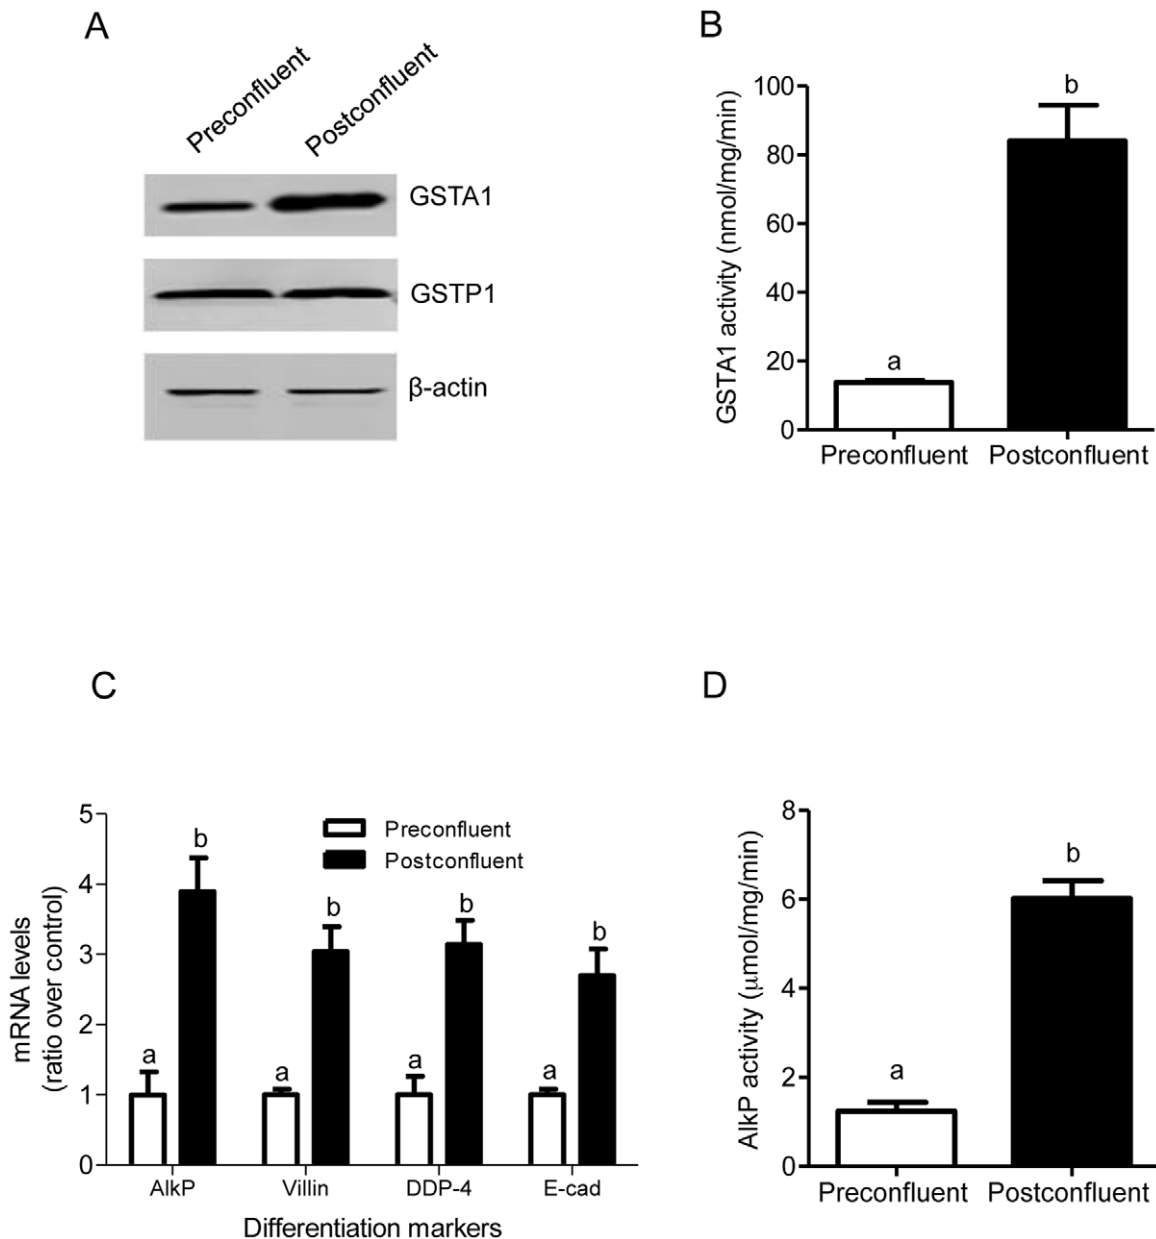 A
Preconfluent
Postconfluent
GSTA1
GSTP1
β-actin
B
GSTA1 activity (nmol/mg/min)
100
80
60
40
20
0
a
b
Preconfluent
Postconfluent
C
mRNA levels
(ratio over control)
5
4
3
2
1
0
Preconfluent
Postconfluent
a
b
a
b
a
b
a
b
AlkP
Villin
DDP-4
E-cad
Differentiation markers
D
AlkP activity (μmol/mg/min)
8
6
4
2
0
a
b
Preconfluent
Postconfluent